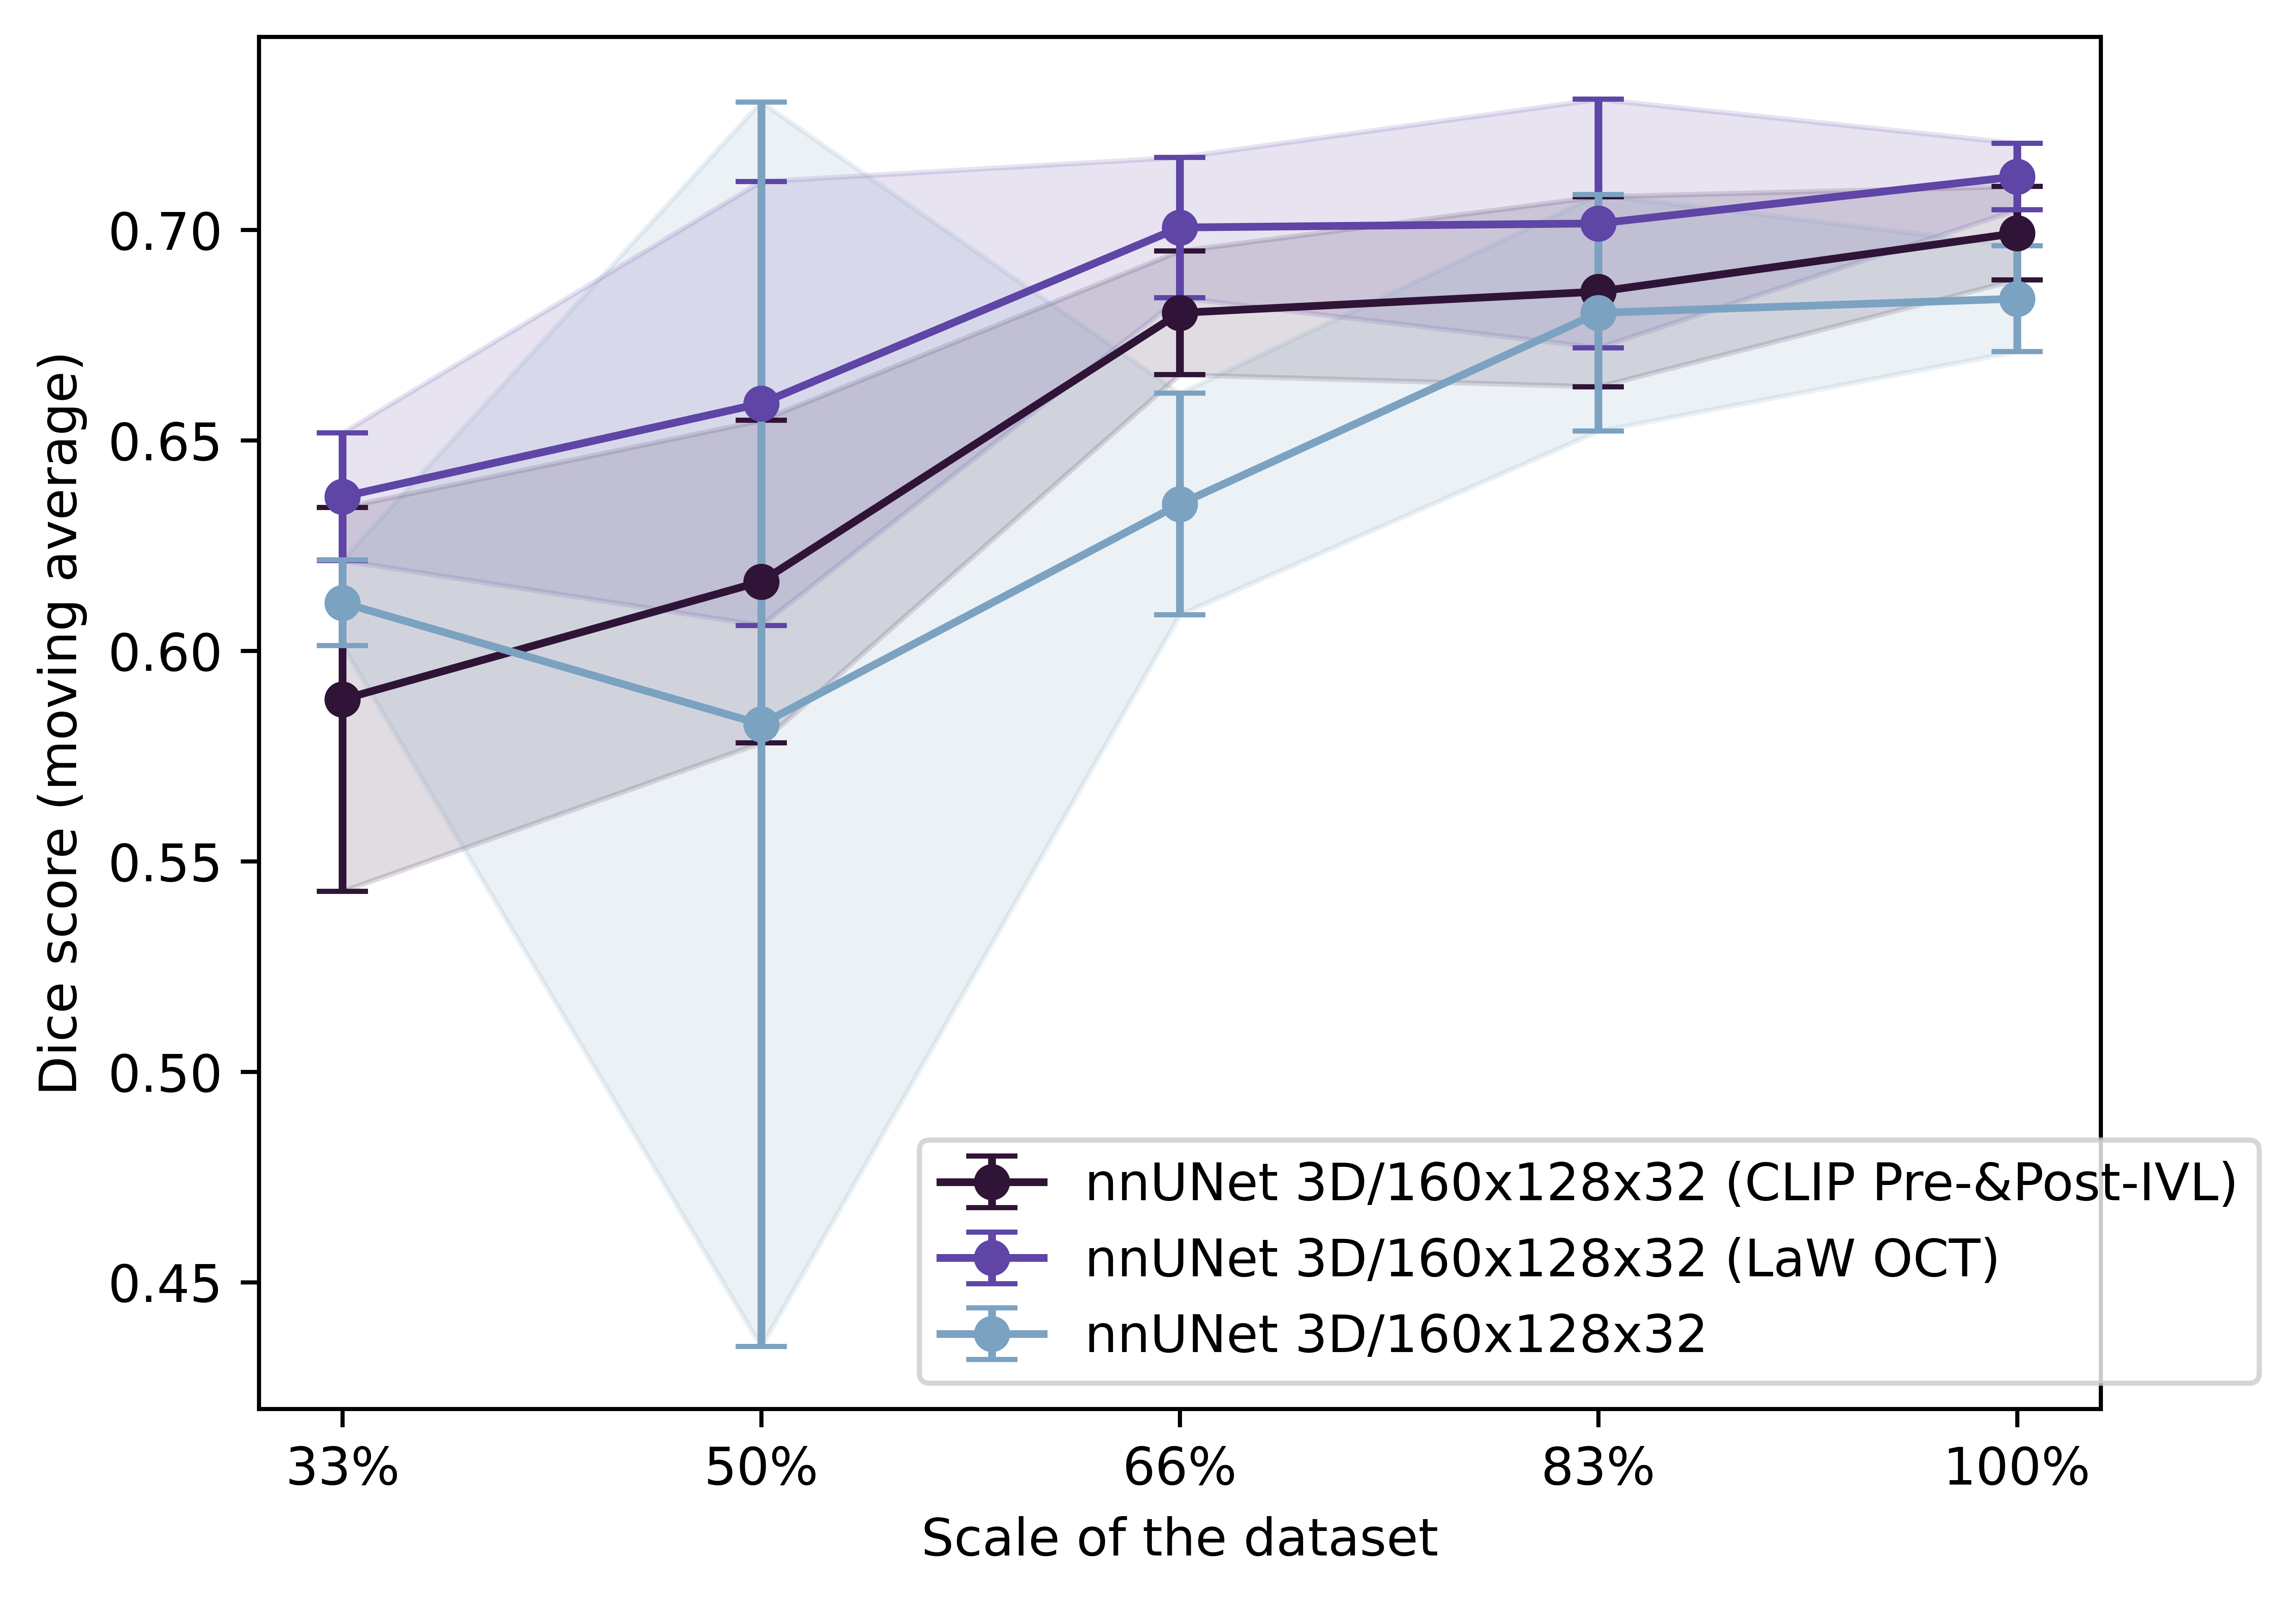 Dice score (moving average)
0.70
0.65
0.60
0.55
0.50
0.45
nnUNet 3D/160x128x32 (CLIP Pre-&Post-IVL)
nnUNet 3D/160x128x32 (LaW OCT)
nnUNet 3D/160x128x32
33% 50% 66% 83% 100%
Scale of the dataset